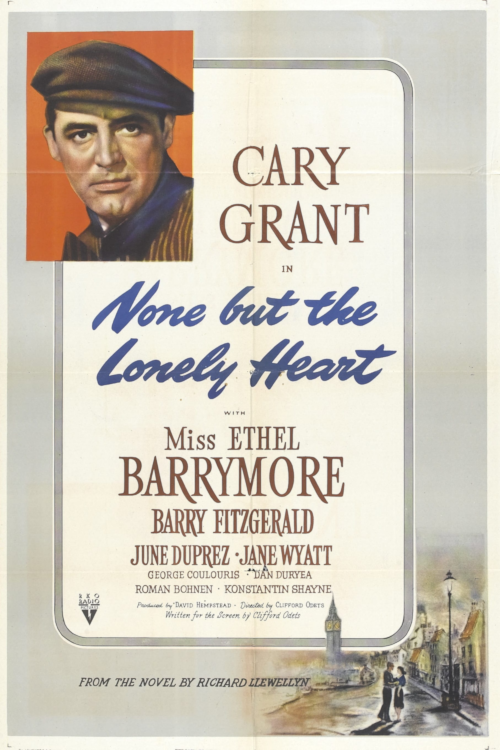 CARY
GRANT
IN
None but the
Lonely Heart
WITH
Miss ETHEL
BARRYMORE
BARRY FITZGERALD
JUNE DUPREZ · JANE WYATT
GEORGE COULOURIS · DAN DURYEA
ROMAN BOHNEN · KONSTANTIN SHAYNE
Produced by DAVID HEMPSTEAD · Directed by CLIFFORD ODETS
Written for the Screen by Clifford Odets
RKO
RADIO
FROM THE NOVEL BY RICHARD LLEWELLYN